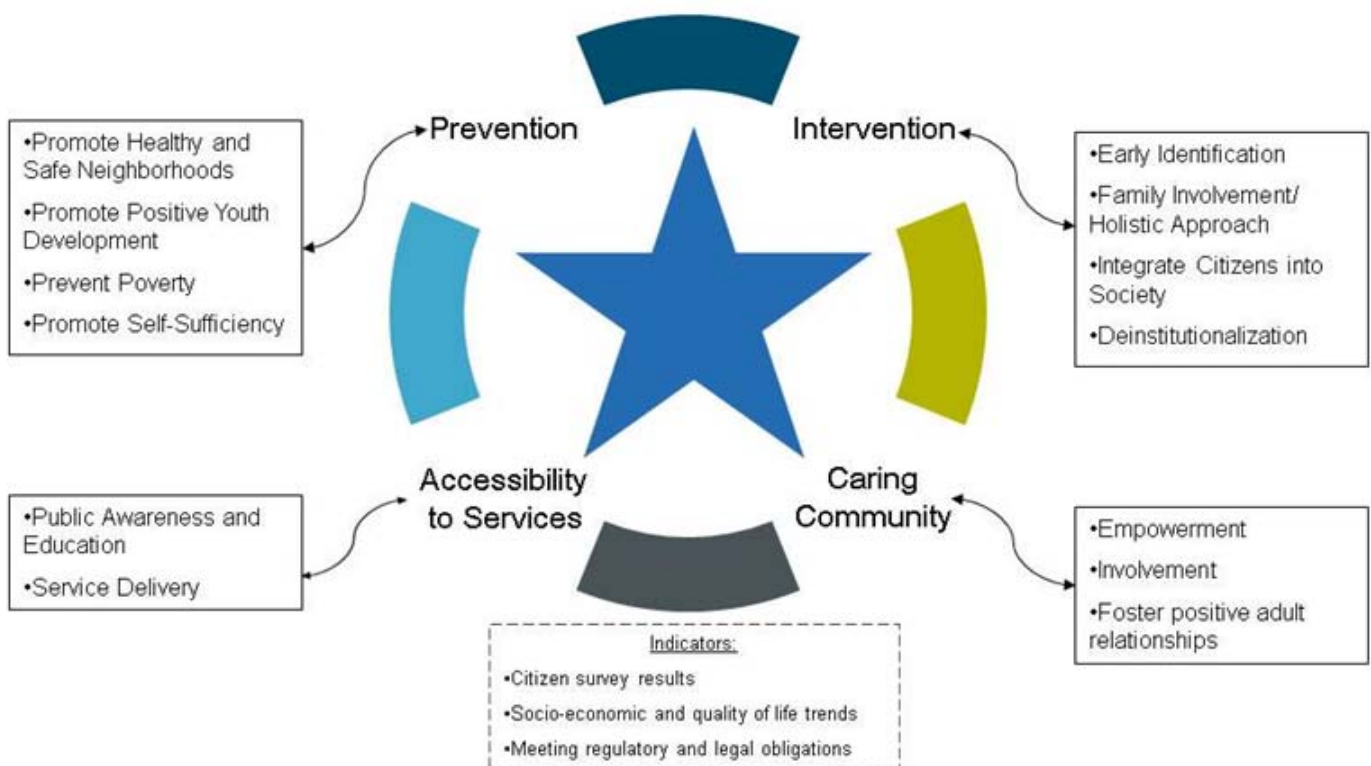 Prevention
•Promote Healthy and
Safe Neighborhoods
•Promote Positive Youth
Development
•Prevent Poverty
•Promote Self-Sufficiency
Intervention
•Early Identification
•Family Involvement/
Holistic Approach
•Integrate Citizens into
Society
•Deinstitutionalization
Accessibility
to Services
•Public Awareness and
Education
•Service Delivery
Caring
Community
•Empowerment
•Involvement
•Foster positive adult
relationships
Indicators:
•Citizen survey results
•Socio-economic and quality of life trends
•Meeting regulatory and legal obligations